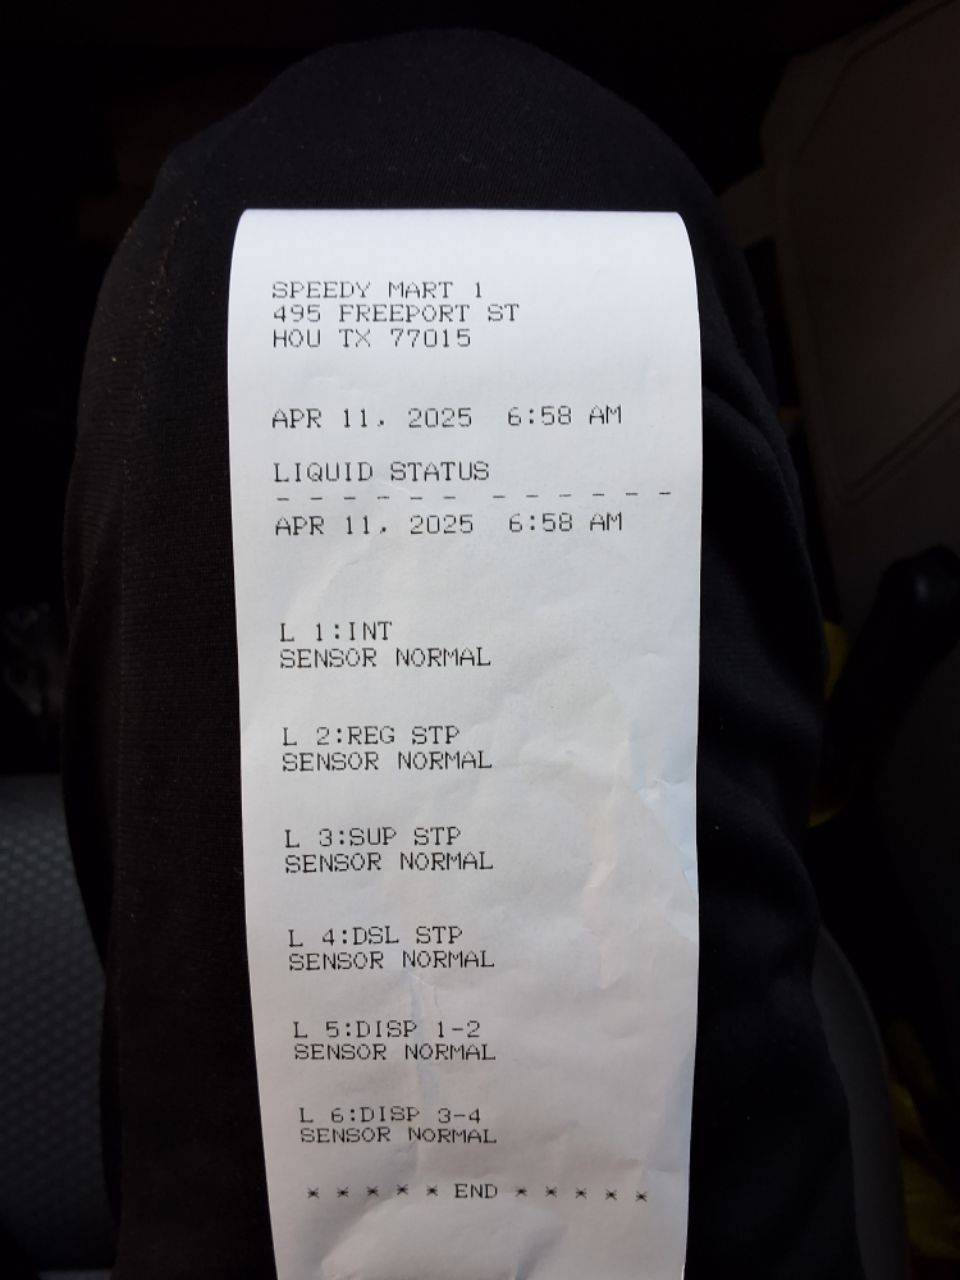 SPEEDY MART 1
495 FREEPORT ST
HOU TX 77015
APR 11, 2025 6:58 AM
LIQUID STATUS
- - - - - - - - - - - -
APR 11, 2025 6:58 AM
L 1:INT
SENSOR NORMAL
L 2:REG STP
SENSOR NORMAL
L 3:SUP STP
SENSOR NORMAL
L 4:DSL STP
SENSOR NORMAL
L 5:DISP 1-2
SENSOR NORMAL
L 6:DISP 3-4
SENSOR NORMAL
* * * * * END * * * * *